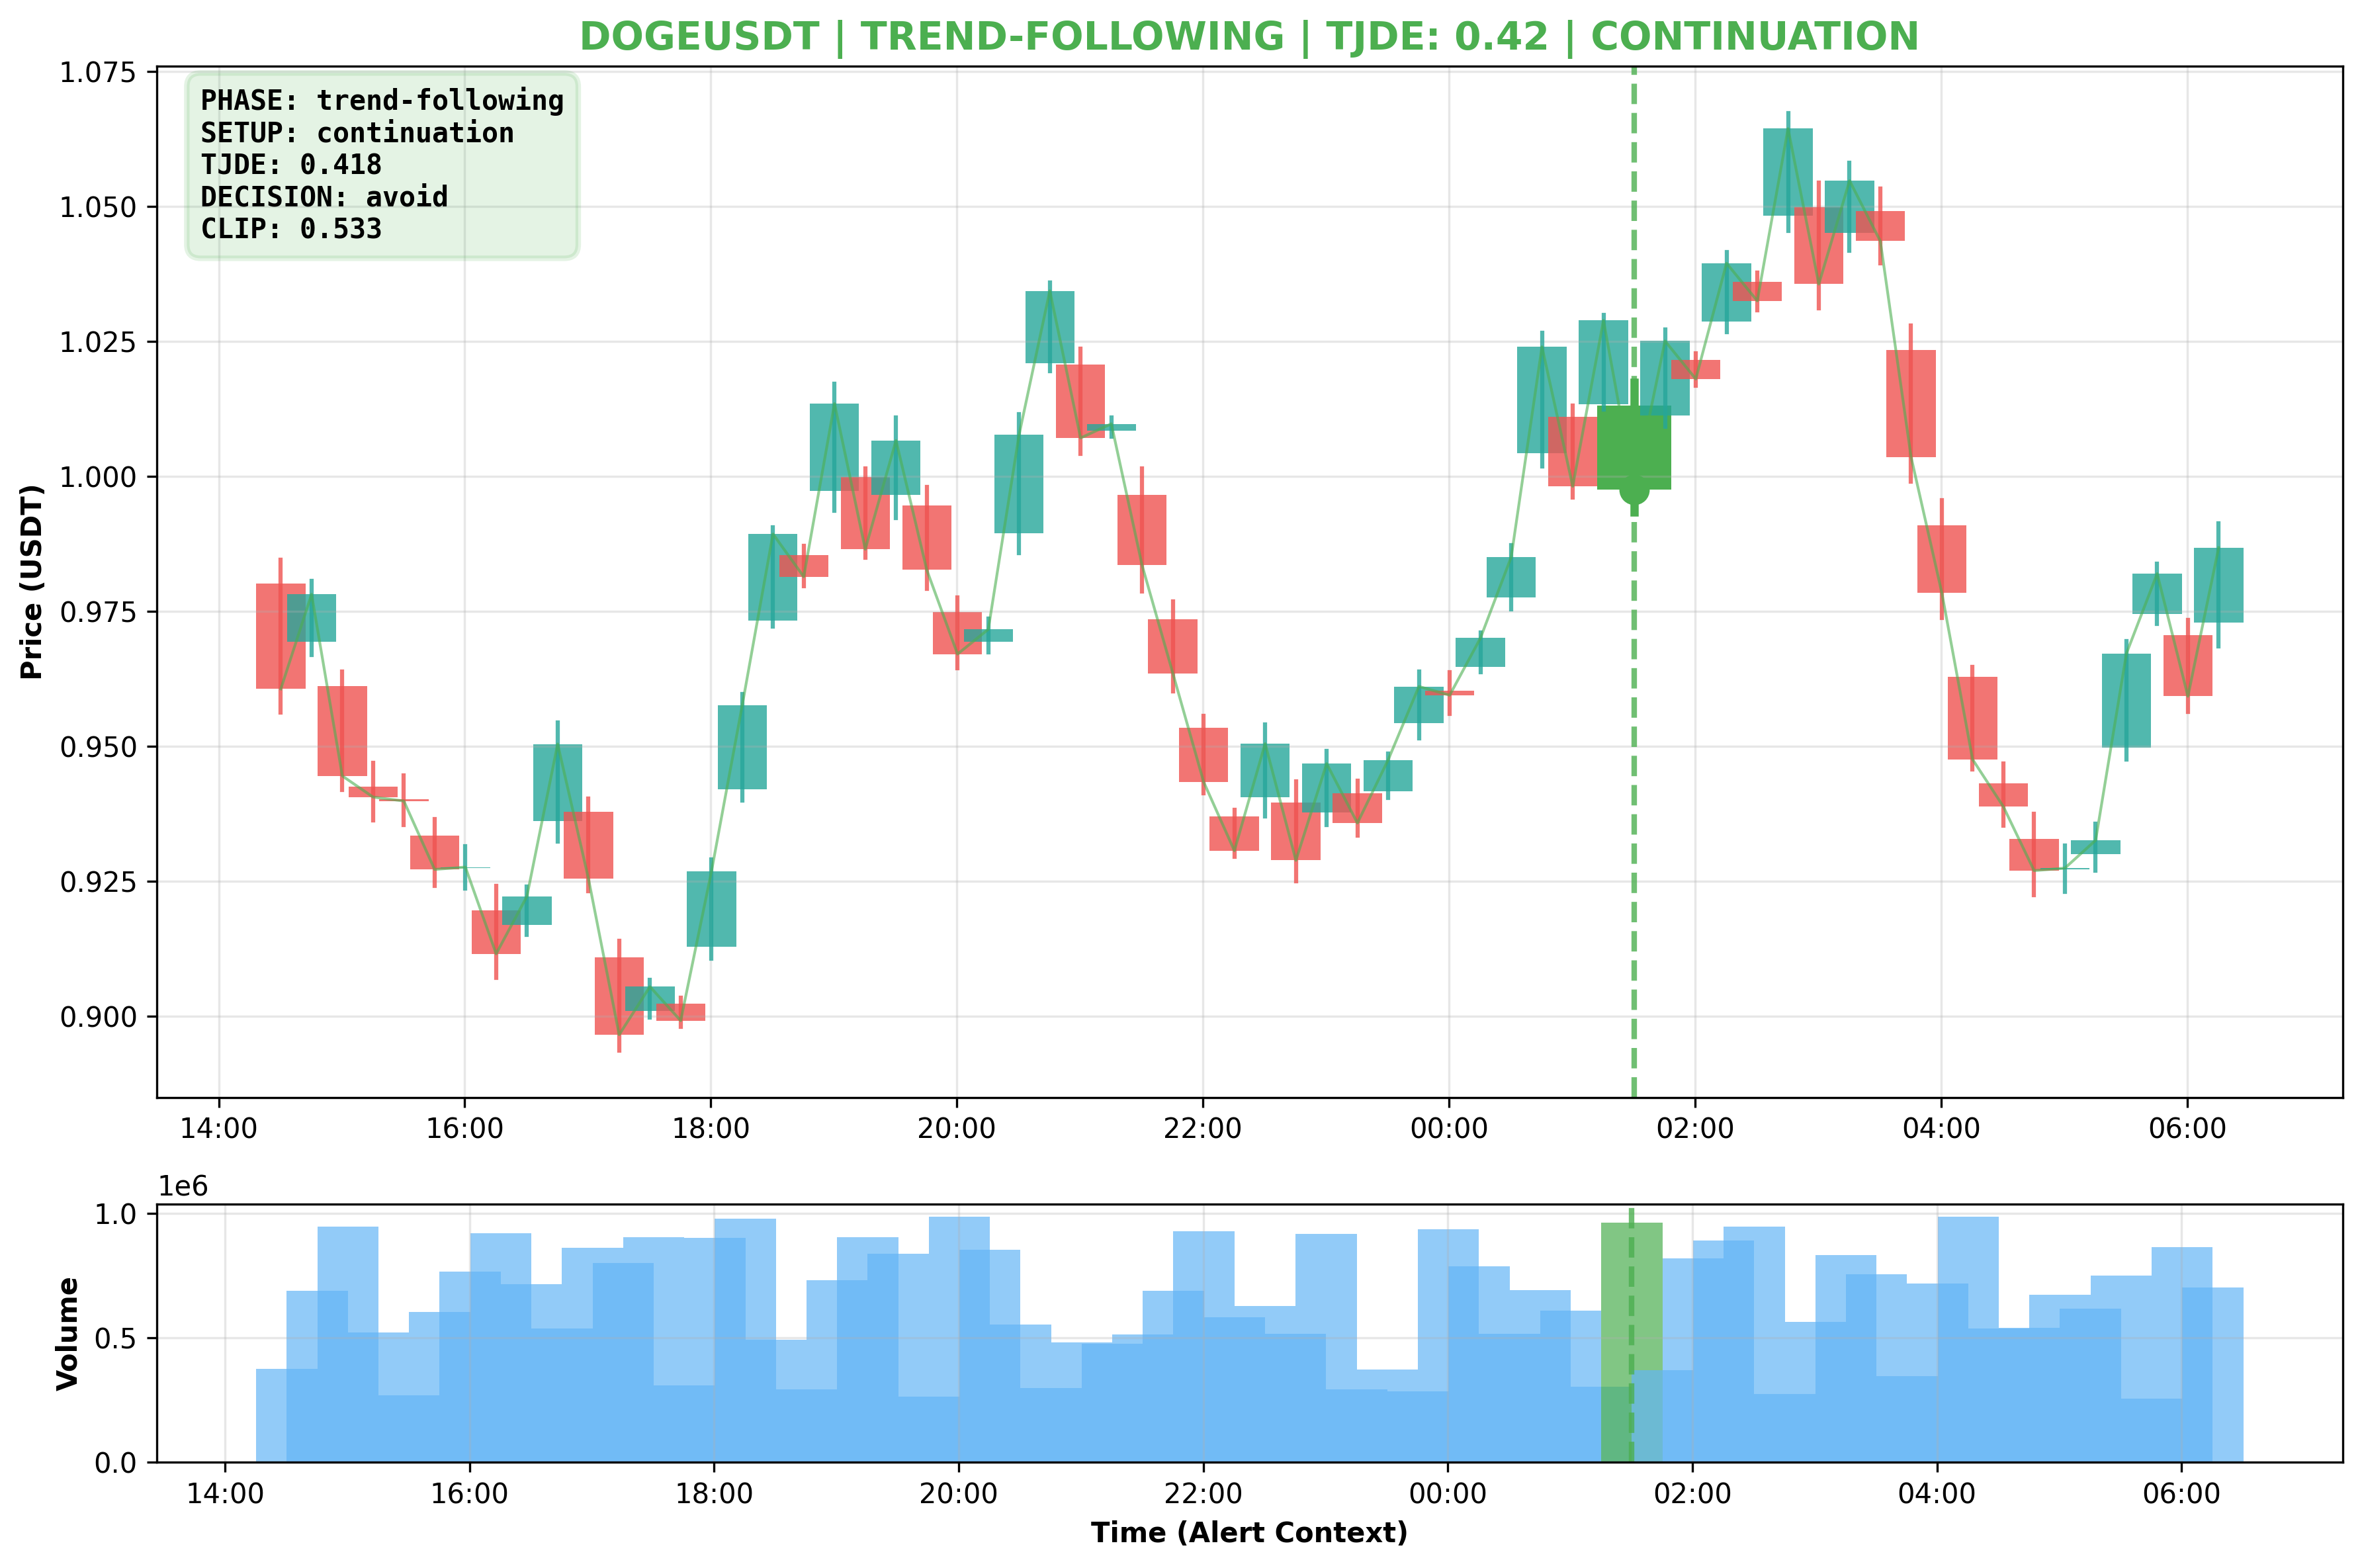 DOGEUSDT | TREND-FOLLOWING | TJDE: 0.42 | CONTINUATION
PHASE: trend-following
SETUP: continuation
TJDE: 0.418
DECISION: avoid
CLIP: 0.533
Price (USDT)
1.075
1.050
1.025
1.000
0.975
0.950
0.925
0.900
14:00 16:00 18:00 20:00 22:00 00:00 02:00 04:00 06:00
1e6
Volume
1.0
0.5
0.0
14:00 16:00 18:00 20:00 22:00 00:00 02:00 04:00 06:00
Time (Alert Context)